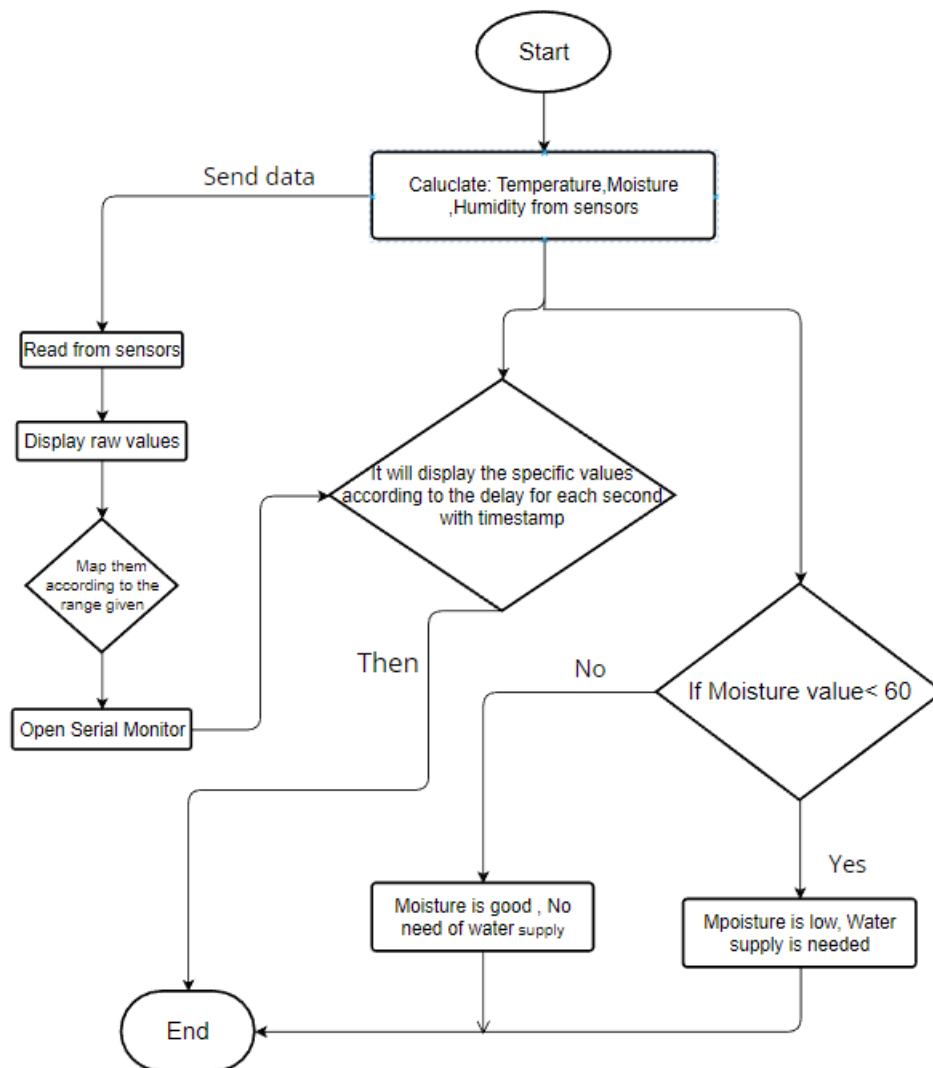 Start
Send data
Caluclate: Temperature,Moisture
,Humidity from sensors
Read from sensors
Display raw values
It will display the specific values
according to the delay for each second
with timestamp
Map them
according to the
range given
Then
No
If Moisture value< 60
Open Serial Monitor
Yes
Moisture is good , No
need of water supply
Mpoisture is low, Water
supply is needed
End